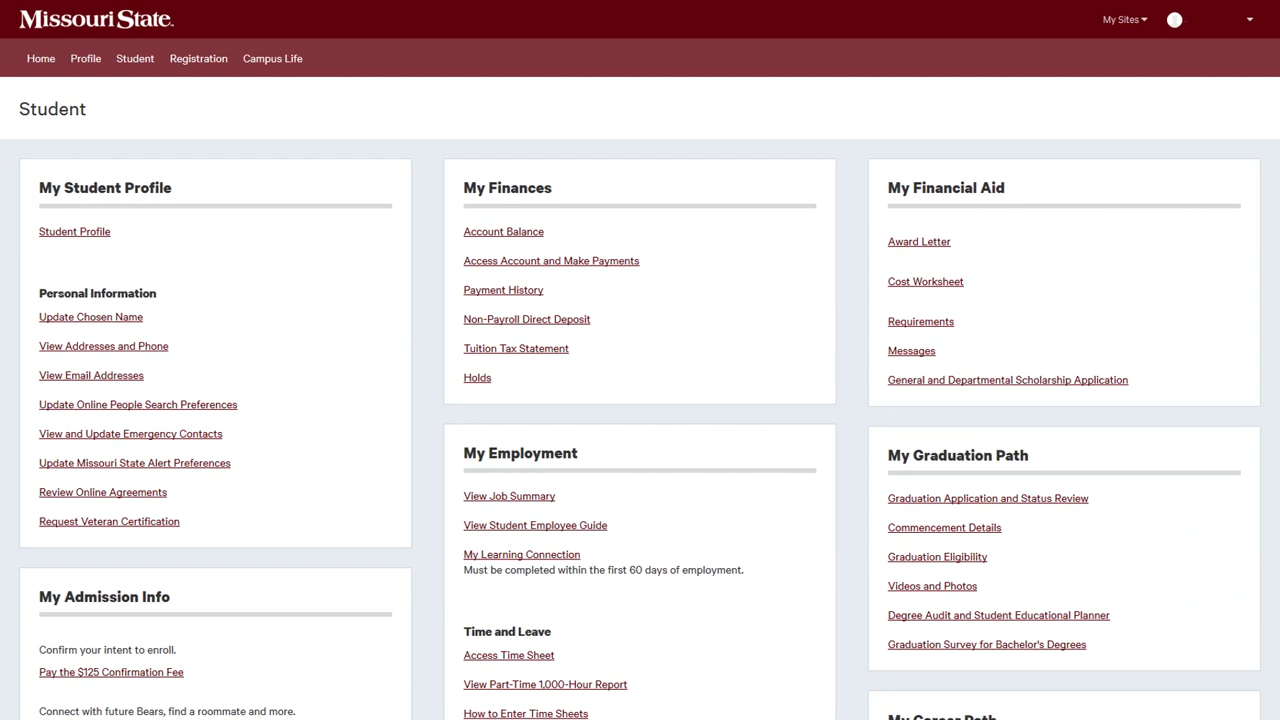 Missouri State™
My Sites
Home Profile Student Registration Campus Life
Student
My Student Profile
Student Profile
Personal Information
Update Chosen Name
View Addresses and Phone
View Email Addresses
Update Online People Search Preferences
View and Update Emergency Contacts
Update Missouri State Alert Preferences
Review Online Agreements
Request Veteran Certification
My Admission Info
Confirm your intent to enroll.
Pay the $125 Confirmation Fee
Connect with future Bears, find a roommate and more.
My Finances
Account Balance
Access Account and Make Payments
Payment History
Non-Payroll Direct Deposit
Tuition Tax Statement
Holds
My Employment
View Job Summary
View Student Employee Guide
My Learning Connection
Must be completed within the first 60 days of employment.
Time and Leave
Access Time Sheet
View Part-Time 1,000-Hour Report
How to Enter Time Sheets
My Financial Aid
Award Letter
Cost Worksheet
Requirements
Messages
General and Departmental Scholarship Application
My Graduation Path
Graduation Application and Status Review
Commencement Details
Graduation Eligibility
Videos and Photos
Degree Audit and Student Educational Planner
Graduation Survey for Bachelor's Degrees
My Career Path